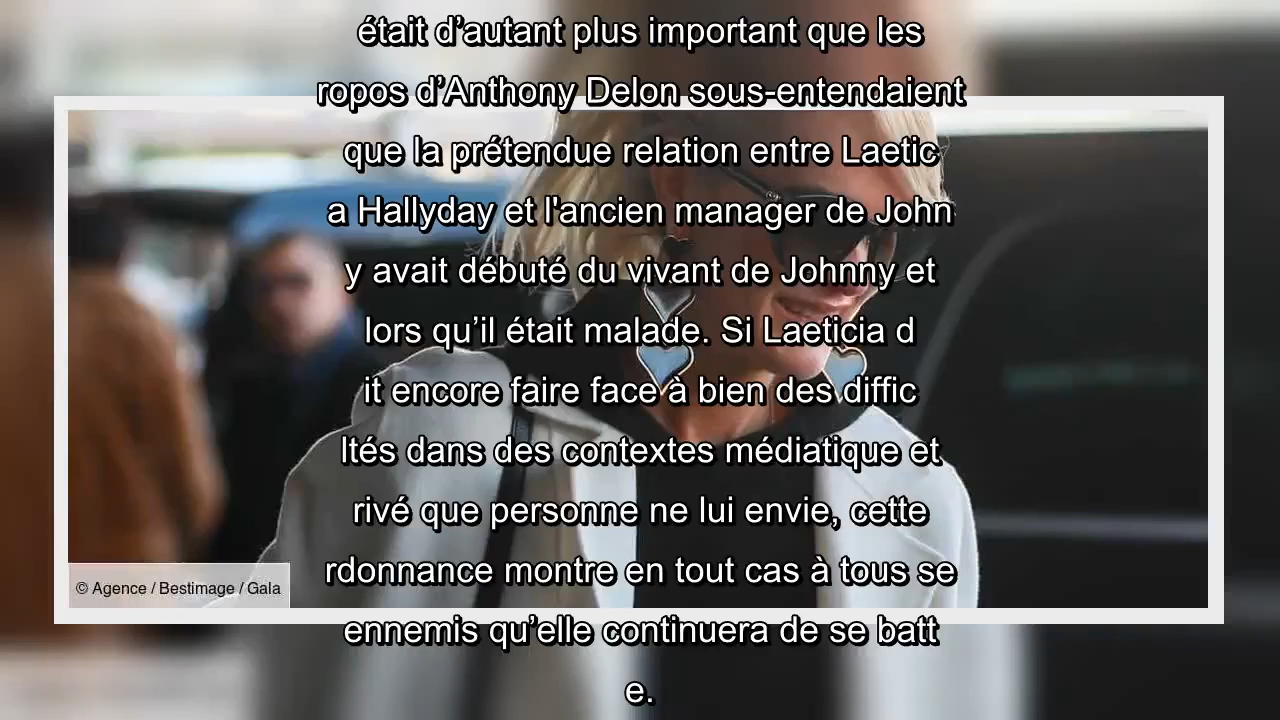 était d’autant plus important que les
ropos d’Anthony Delon sous-entendaient
que la prétendue relation entre Laetic
a Hallyday et l'ancien manager de John
y avait débuté du vivant de Johnny et
lors qu’il était malade. Si Laeticia d
it encore faire face à bien des diffic
ltés dans des contextes médiatique et
rivé que personne ne lui envie, cette
rdonnance montre en tout cas à tous se
ennemis qu’elle continuera de se batt
e.
© Agence / Bestimage / Gala